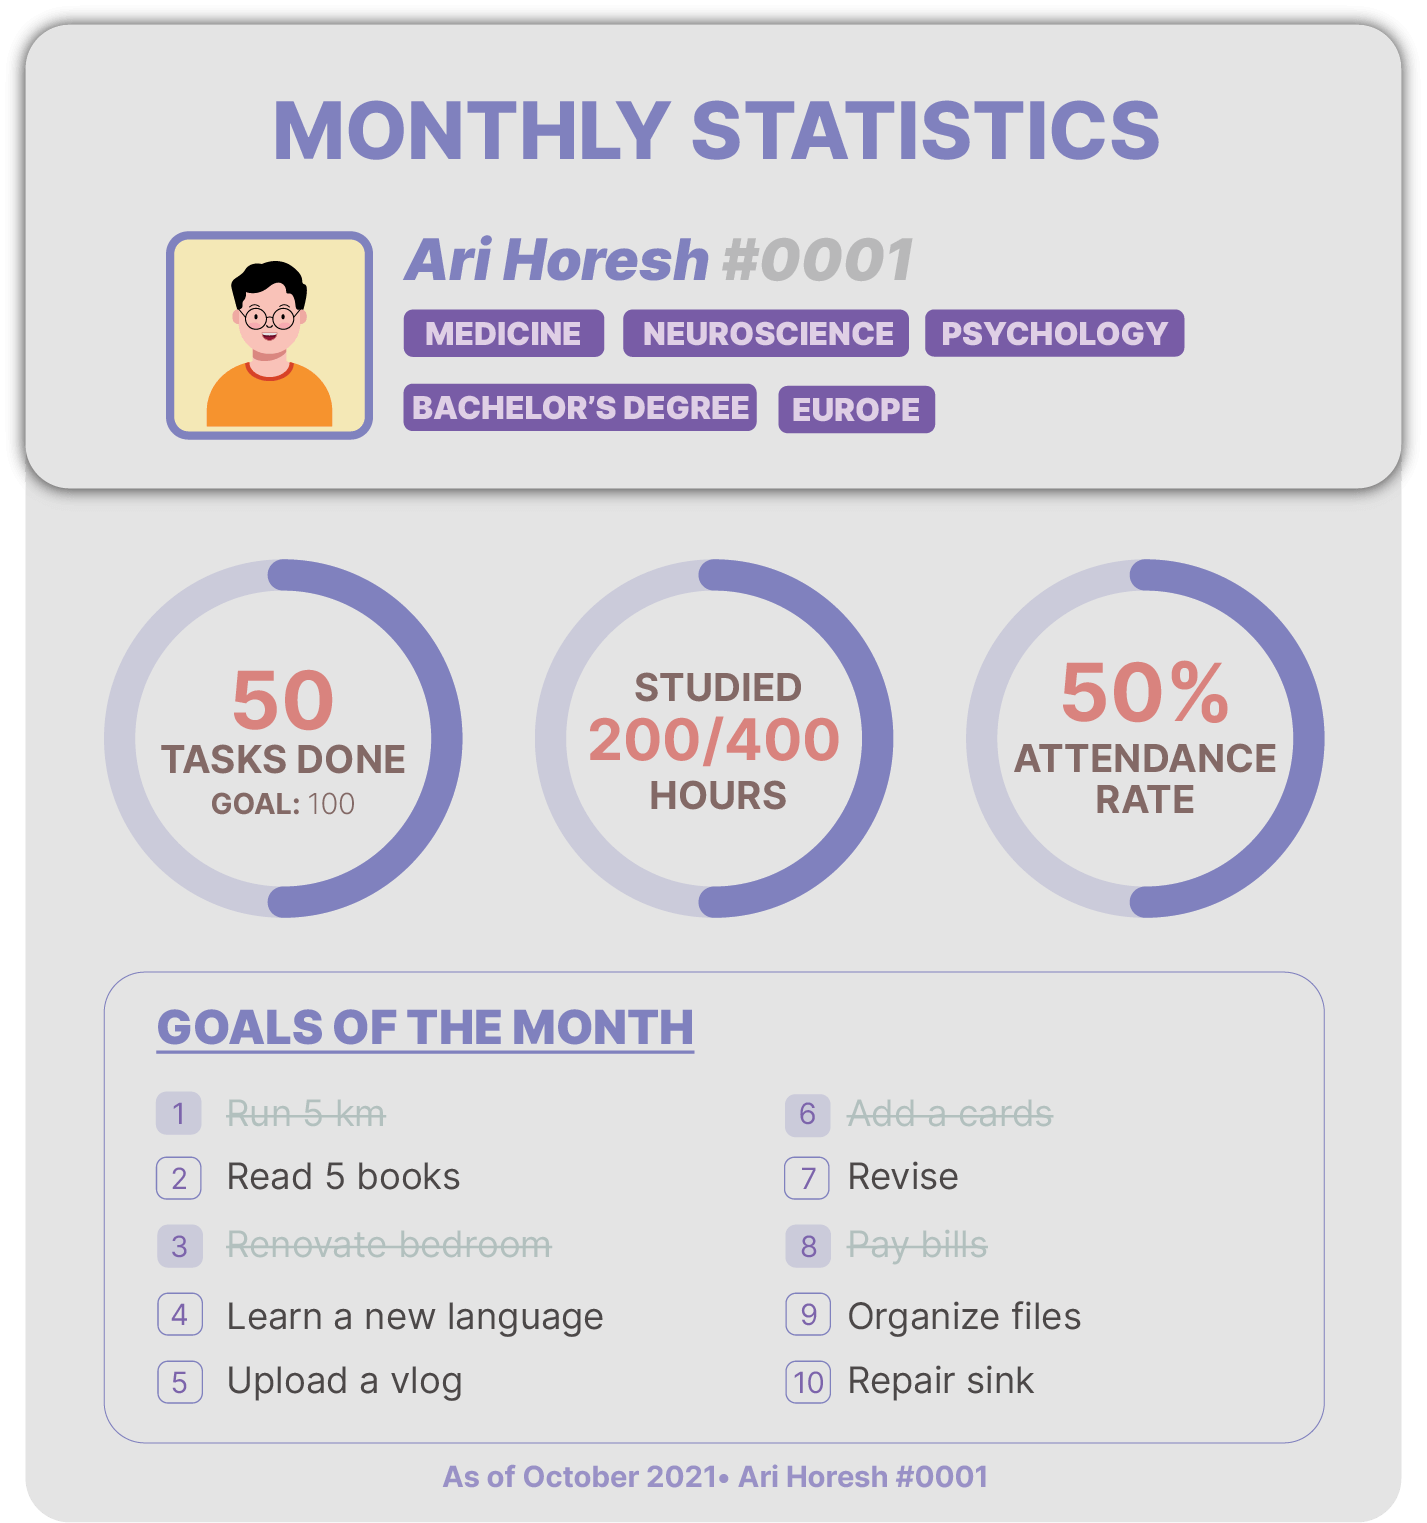 MONTHLY STATISTICS
Ari Horesh #0001
MEDICINE NEUROSCIENCE PSYCHOLOGY
BACHELOR’S DEGREE EUROPE
50
TASKS DONE
GOAL: 100
STUDIED
200/400
HOURS
50%
ATTENDANCE
RATE
GOALS OF THE MONTH
1 Run 5 km
2 Read 5 books
3 Renovate bedroom
4 Learn a new language
5 Upload a vlog
6 Add a cards
7 Revise
8 Pay bills
9 Organize files
10 Repair sink
As of October 2021• Ari Horesh #0001